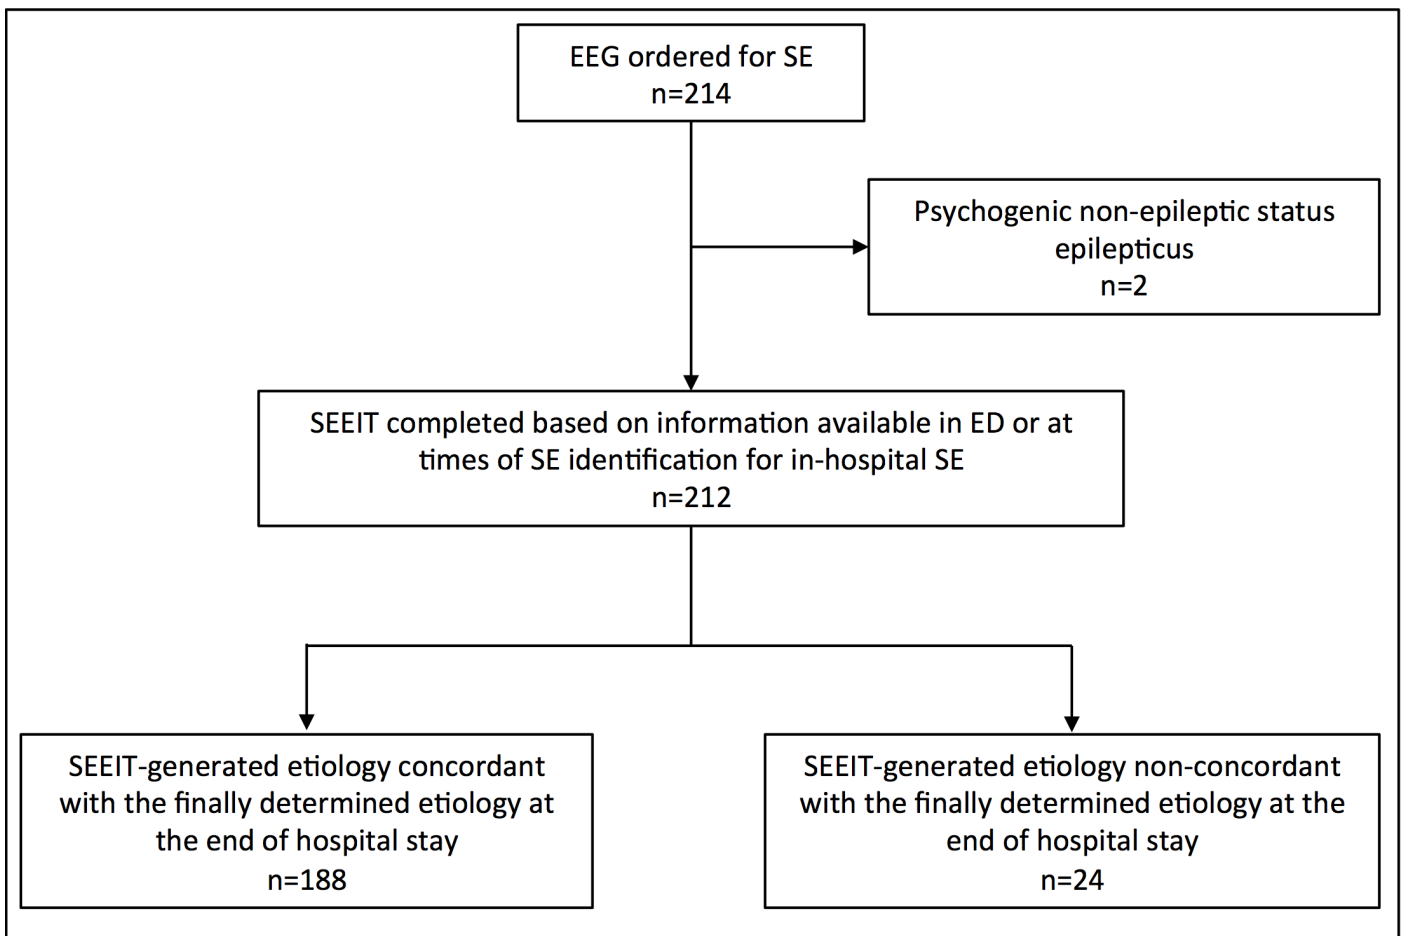 EEG ordered for SE
n=214
Psychogenic non-epileptic status
epilepticus
n=2
SEEIT completed based on information available in ED or at
times of SE identification for in-hospital SE
n=212
SEEIT-generated etiology concordant
with the finally determined etiology at
the end of hospital stay
n=188
SEEIT-generated etiology non-concordant
with the finally determined etiology at the
end of hospital stay
n=24